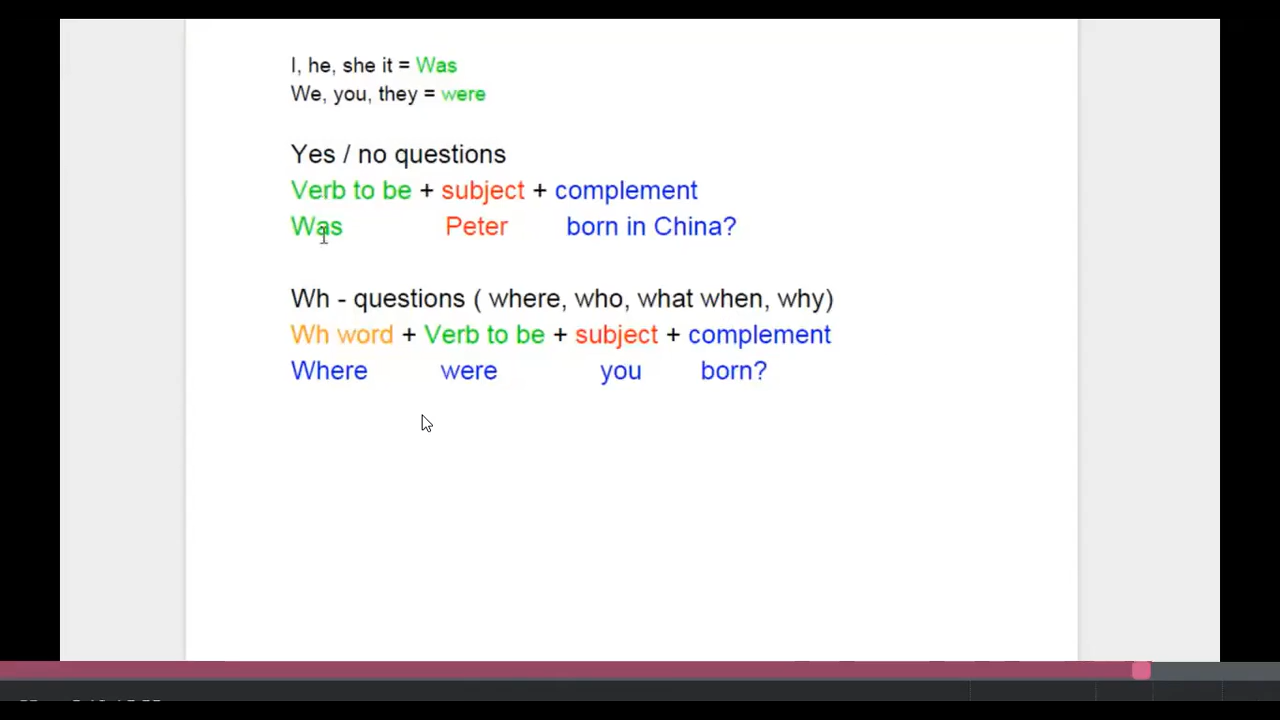 I, he, she it = Was
We, you, they = were
Yes / no questions
Verb to be + subject + complement
Was Peter born in China?
Wh - questions ( where, who, what when, why)
Wh word + Verb to be + subject + complement
Where were you born?